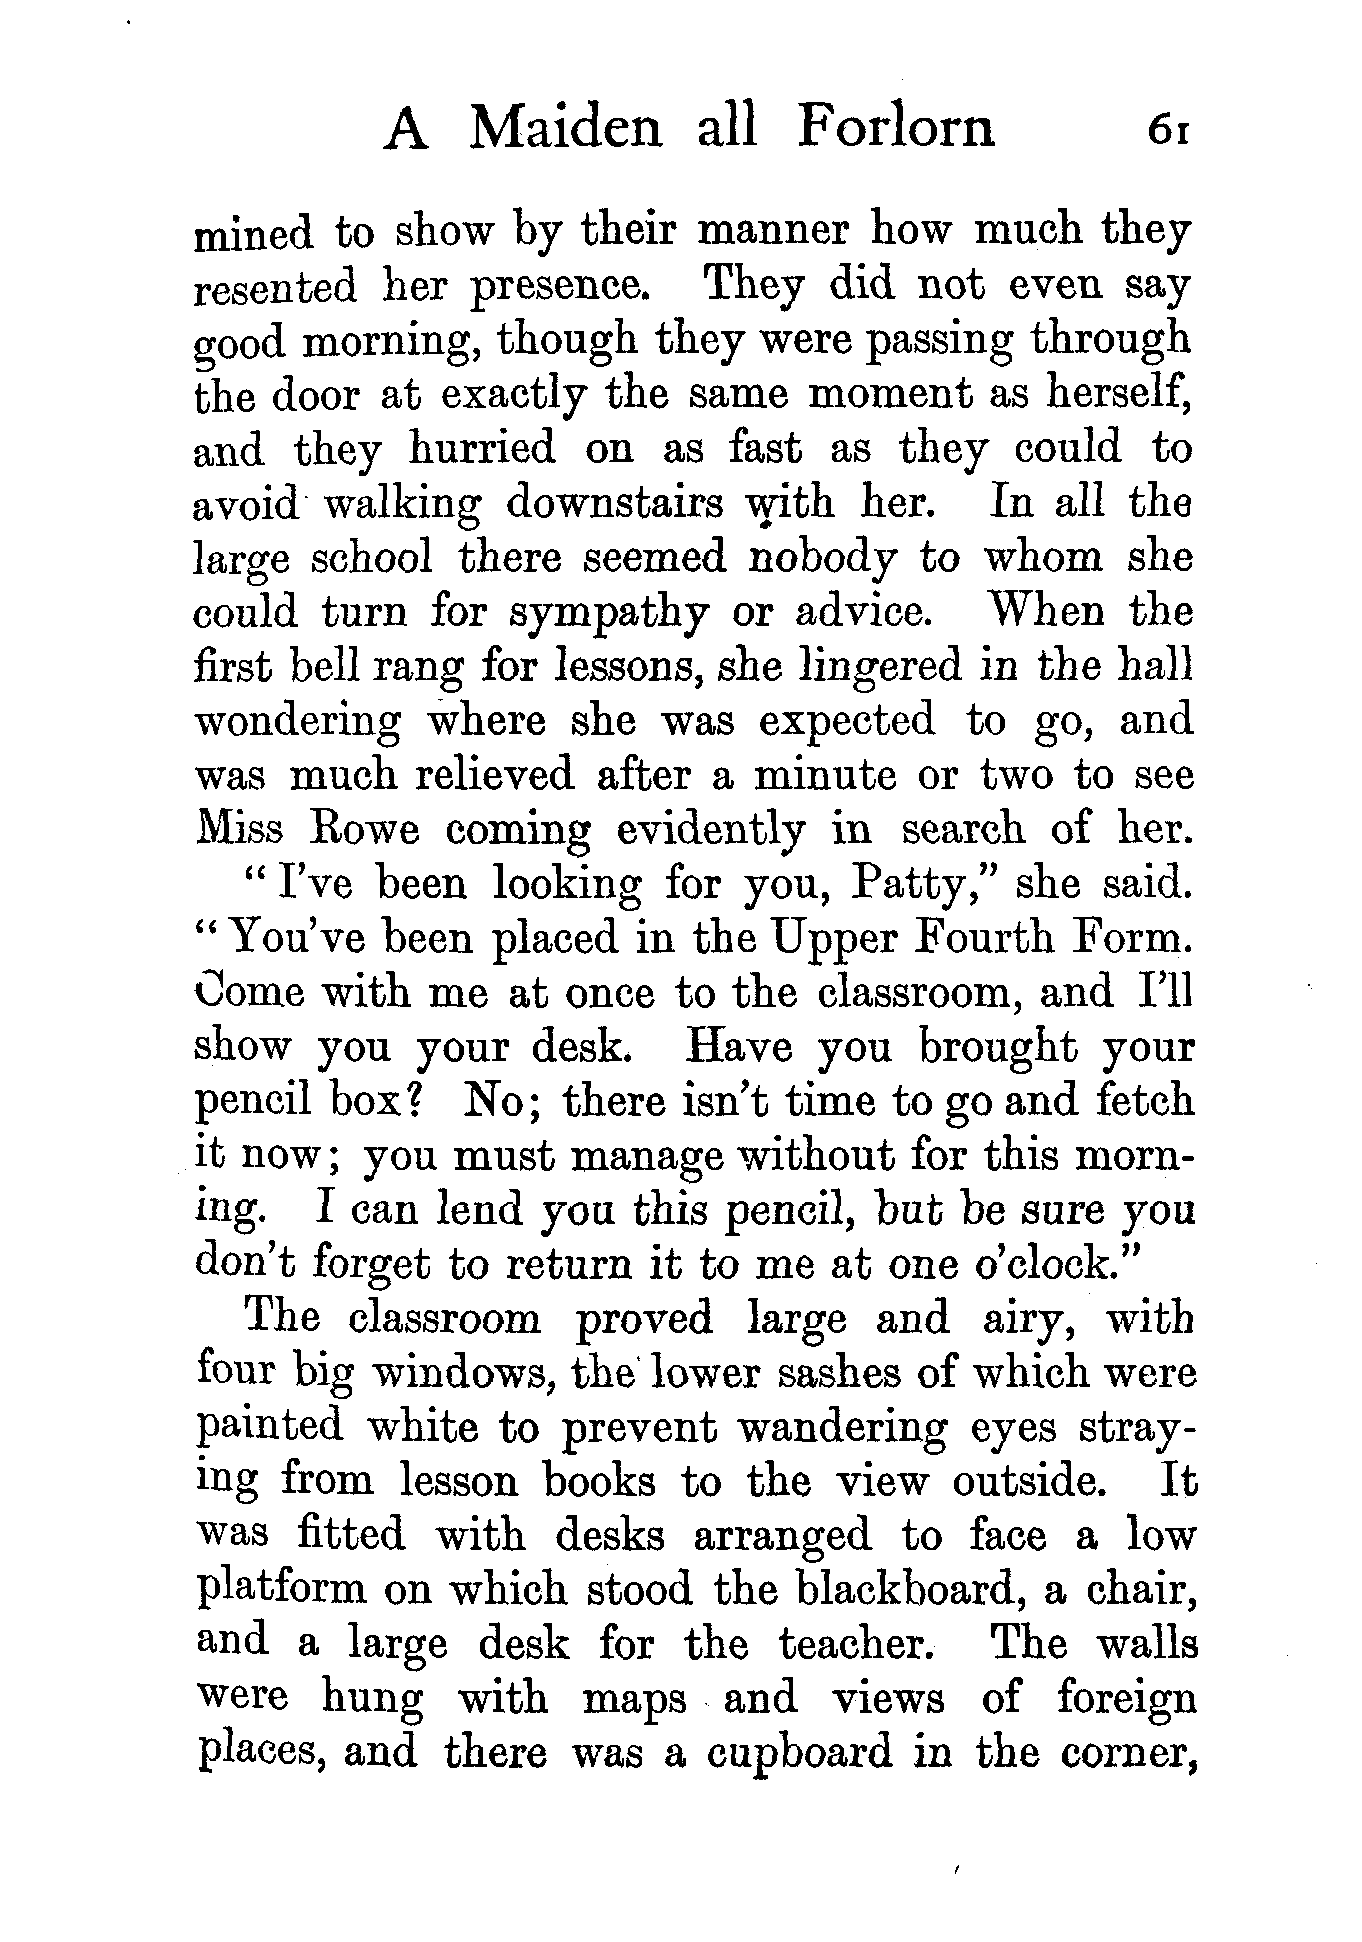 A Maiden all Forlorn 61
mined to show by their manner how much they
resented her presence. They did not even say
good morning, though they were passing through
the door at exactly the same moment as herself,
and they hurried on as fast as they could to
avoid walking downstairs with her. In all the
large school there seemed nobody to whom she
could turn for sympathy or advice. When the
first bell rang for lessons, she lingered in the hall
wondering where she was expected to go, and
was much relieved after a minute or two to see
Miss Rowe coming evidently in search of her.
“I've been looking for you, Patty,” she said.
“You've been placed in the Upper Fourth Form.
Come with me at once to the classroom, and I'll
show you your desk. Have you brought your
pencil box? No; there isn't time to go and fetch
it now; you must manage without for this morn-
ing. I can lend you this pencil, but be sure you
don't forget to return it to me at one o'clock.”
The classroom proved large and airy, with
four big windows, the lower sashes of which were
painted white to prevent wandering eyes stray-
ing from lesson books to the view outside. It
was fitted with desks arranged to face a low
platform on which stood the blackboard, a chair,
and a large desk for the teacher. The walls
were hung with maps and views of foreign
places, and there was a cupboard in the corner,